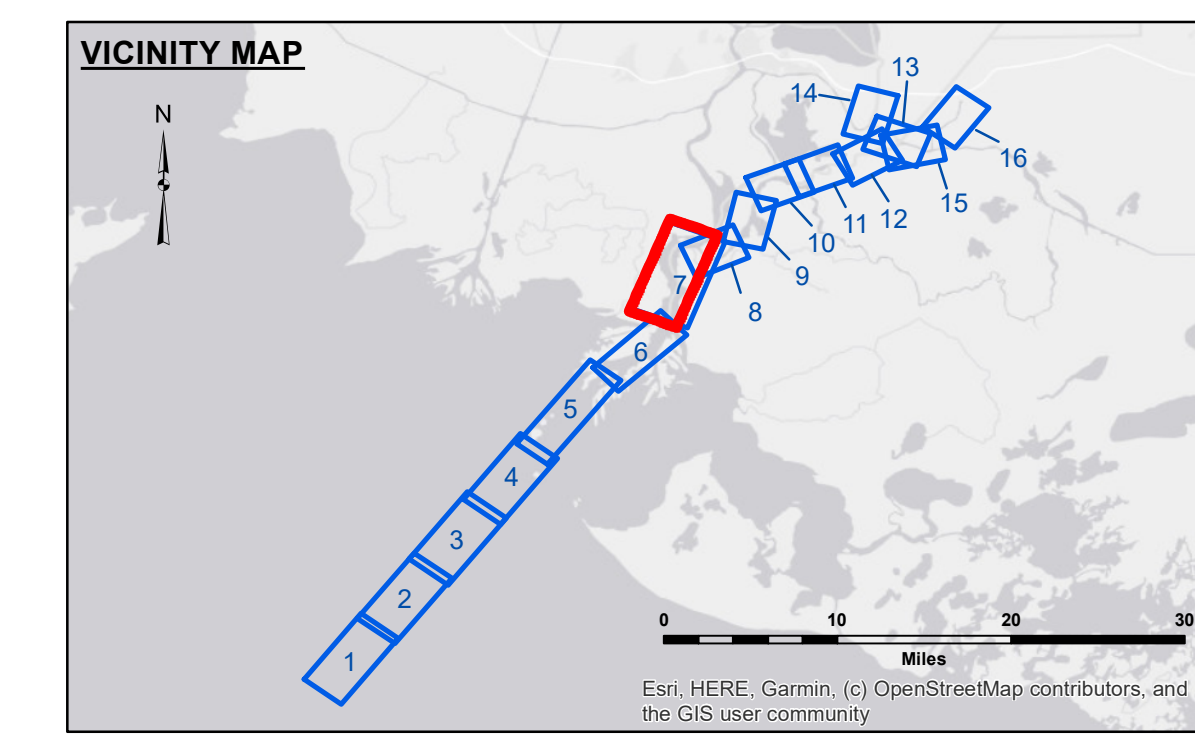 VICINITY MAP
N
13
14
16
15
12
11
10
9
7
8
6
5
4
3
2
1
0 10 20 30
Miles
Esri, HERE, Garmin, (c) OpenStreetMap contributors, and
the GIS user community